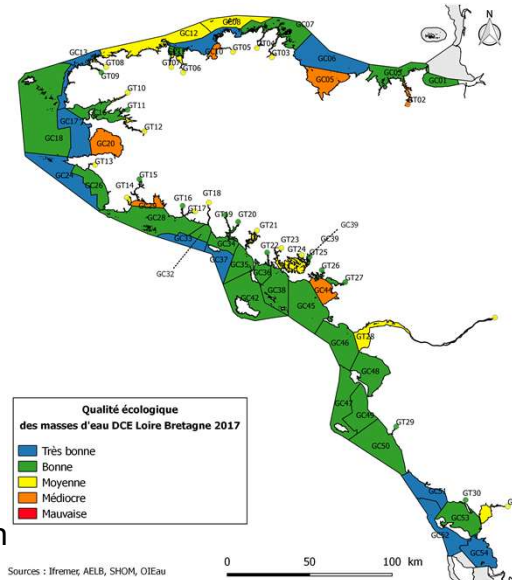 N
GC12
GC08
GC07
GC13
GT08
GT09
GT07
GT06
GC10
GT05
GT04
GT03
GC06
GC05
GC03
GC01
GT02
GT10
GT11
GC16
GC17
GC18
GT12
GC20
GT13
GC24
GC26
GT15
GT14
GT16
GT17
GT18
GC28
GC33
GC32
GT19
GT20
GC34
GT21
GT22
GT23
GT24
GT25
GC39
GC39
GC35
GC36
GC37
GC38
GT26
GT27
GC44
GC42
GC45
GC46
GT28
GC48
GC47
GC49
GT29
GC50
GC51
GT30
GC53
GC52
GC54
Qualité écologique
des masses d'eau DCE Loire Bretagne 2017
Très bonne
Bonne
Moyenne
Médiocre
Mauvaise
Sources : Ifremer, AELB, SHOM, OIEau
0 50 100 km